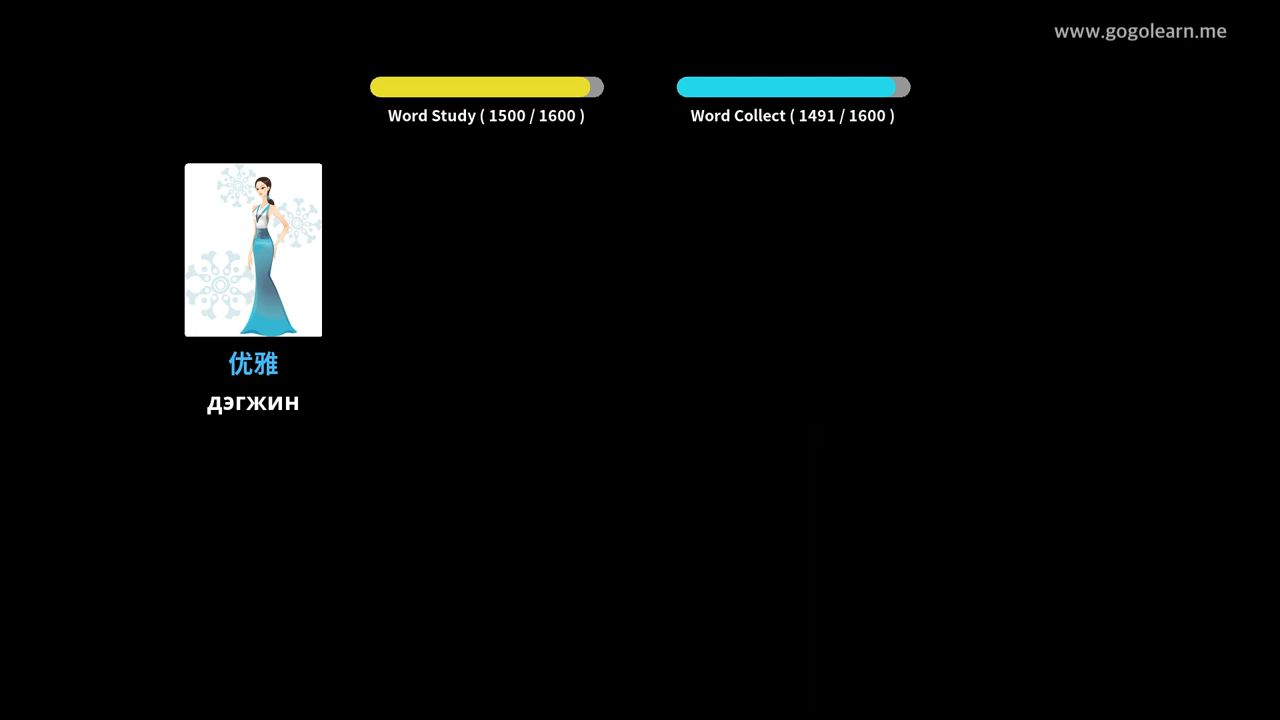 www.gogolearn.me
Word Study ( 1500 / 1600 )
Word Collect ( 1491 / 1600 )
优雅
дэгжин